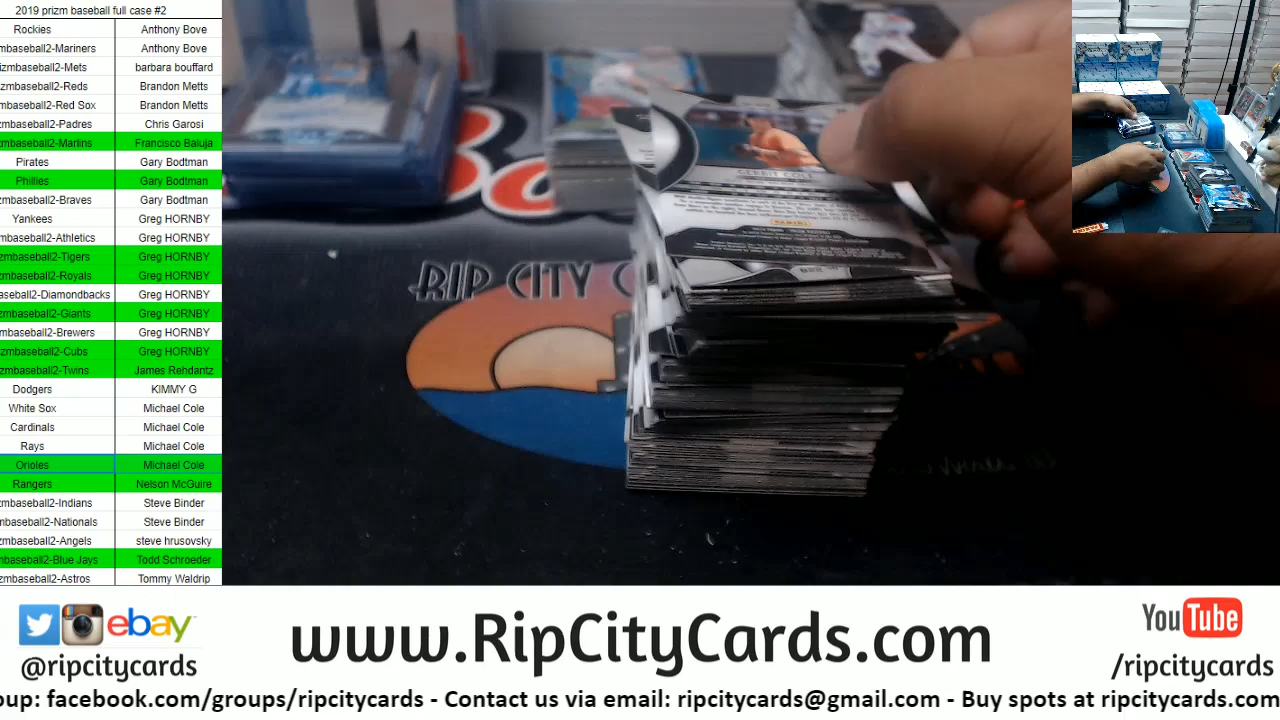 2019 prizm baseball full case #2
Rockies Anthony Bove
mbaseball2-Mariners Anthony Bove
izmbaseball2-Mets barbara bouffard
zmbaseball2-Reds Brandon Metts
mbaseball2-Red Sox Brandon Metts
zmbaseball2-Padres Chris Garosi
zmbaseball2-Marlins Francisco Baluja
Pirates Gary Bodtman
Phillies Gary Bodtman
zmbaseball2-Braves Gary Bodtman
Yankees Greg HORNBY
mbaseball2-Athletics Greg HORNBY
zmbaseball2-Tigers Greg HORNBY
zmbaseball2-Royals Greg HORNBY
aseball2-Diamondbacks Greg HORNBY
zmbaseball2-Giants Greg HORNBY
mbaseball2-Brewers Greg HORNBY
zmbaseball2-Cubs Greg HORNBY
zmbaseball2-Twins James Rehdantz
Dodgers KIMMY G
White Sox Michael Cole
Cardinals Michael Cole
Rays Michael Cole
Orioles Michael Cole
Rangers Nelson McGuire
zmbaseball2-Indians Steve Binder
mbaseball2-Nationals Steve Binder
zmbaseball2-Angels steve hrusovsky
mbaseball2-Blue Jays Todd Schroeder
zmbaseball2-Astros Tommy Waldrip
GERRIT COLE
PANINI
RIP CITY C
ebay
@ripcitycards
www.RipCityCards.com
YouTube
/ripcitycards
oup: facebook.com/groups/ripcitycards - Contact us via email: ripcitycards@gmail.com - Buy spots at ripcitycards.com